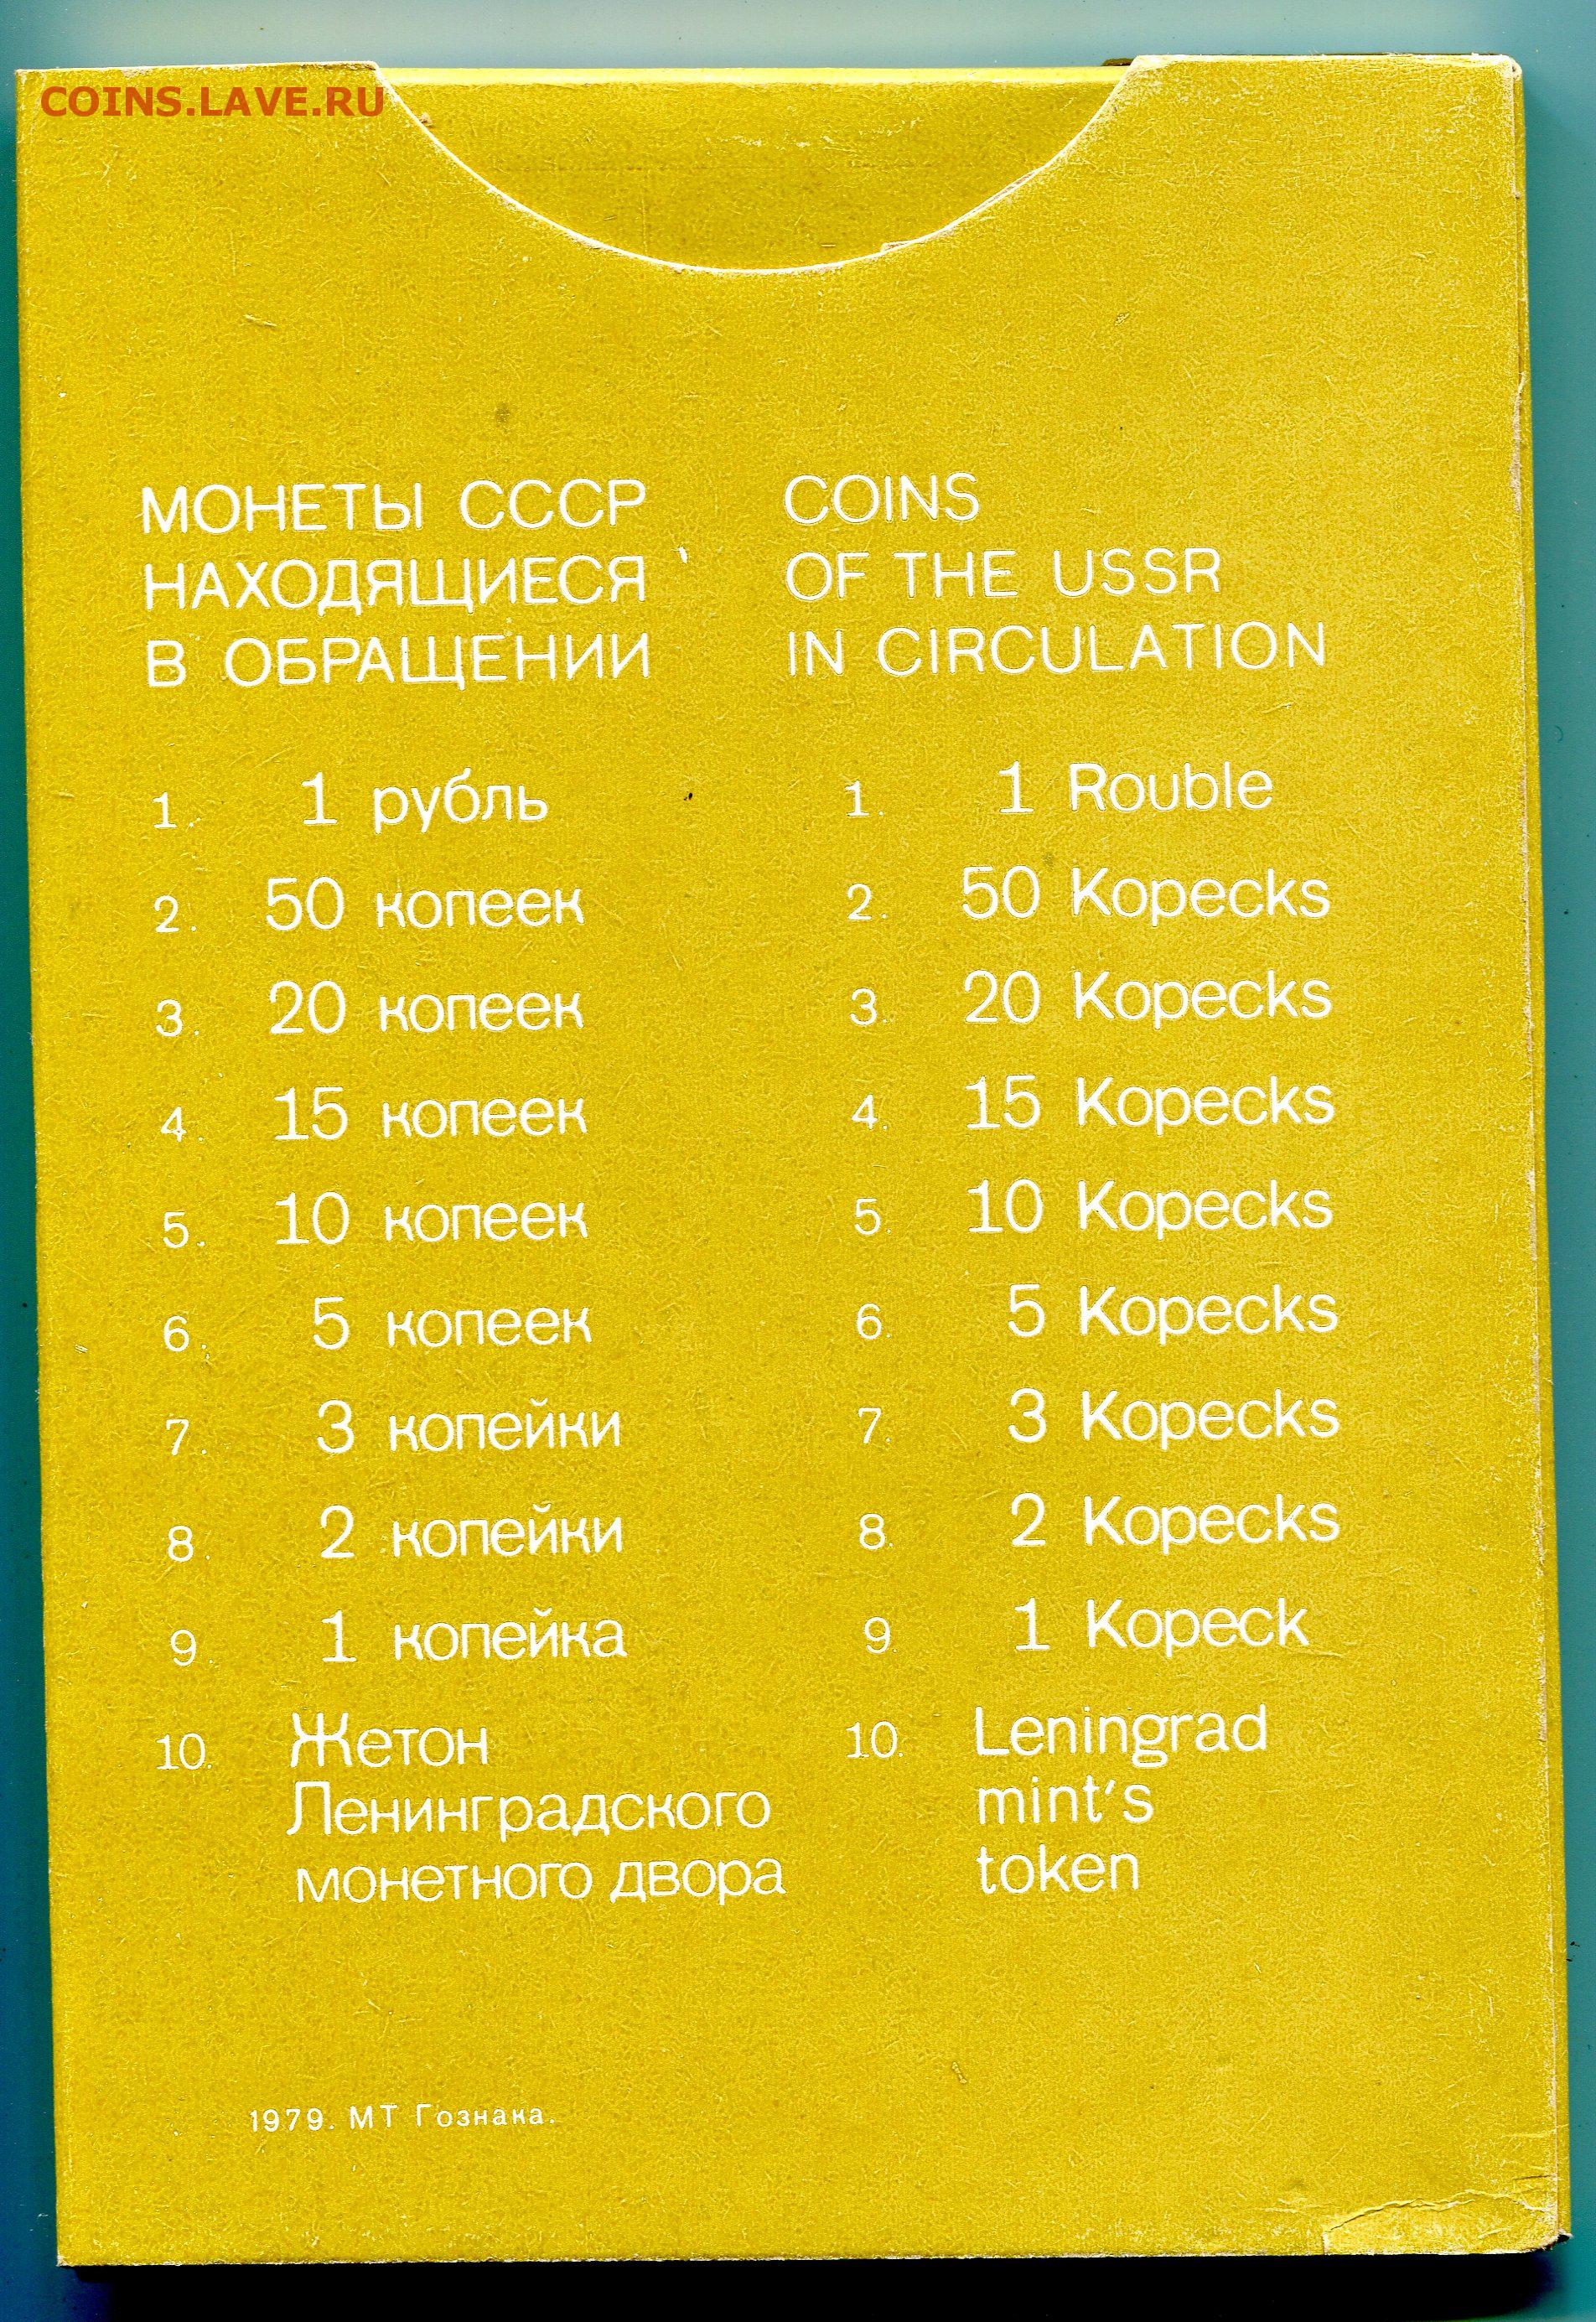 COINS.LAVE.RU
МОНЕТЫ СССР
НАХОДЯЩИЕСЯ
В ОБРАЩЕНИИ
1. 1 рубль
2. 50 копеек
3. 20 копеек
4. 15 копеек
5. 10 копеек
6. 5 копеек
7. 3 копейки
8. 2 копейки
9. 1 копейка
10. Жетон
Ленинградского
монетного двора
COINS
OF THE USSR
IN CIRCULATION
1. 1 Rouble
2. 50 Kopecks
3. 20 Kopecks
4. 15 Kopecks
5. 10 Kopecks
6. 5 Kopecks
7. 3 Kopecks
8. 2 Kopecks
9. 1 Kopeck
10. Leningrad
mint's
token
1979. МТ Гознака.